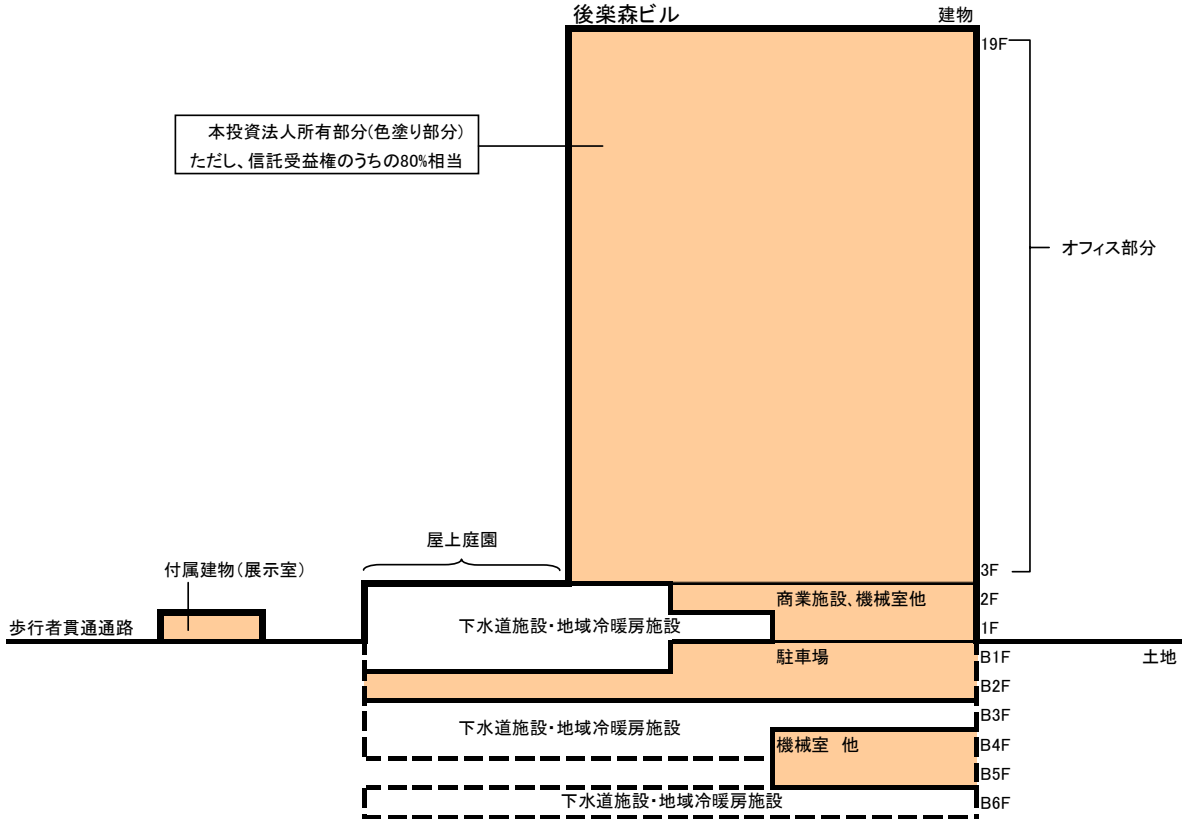 後楽森ビル
建物
19F
本投資法人所有部分(色塗り部分)
ただし、信託受益権のうちの80%相当
オフィス部分
屋上庭園
付属建物(展示室)
3F
商業施設、機械室他
2F
歩行者貫通通路
下水道施設・地域冷暖房施設
1F
駐車場
B1F
土地
B2F
下水道施設・地域冷暖房施設
B3F
機械室 他
B4F
B5F
下水道施設・地域冷暖房施設
B6F